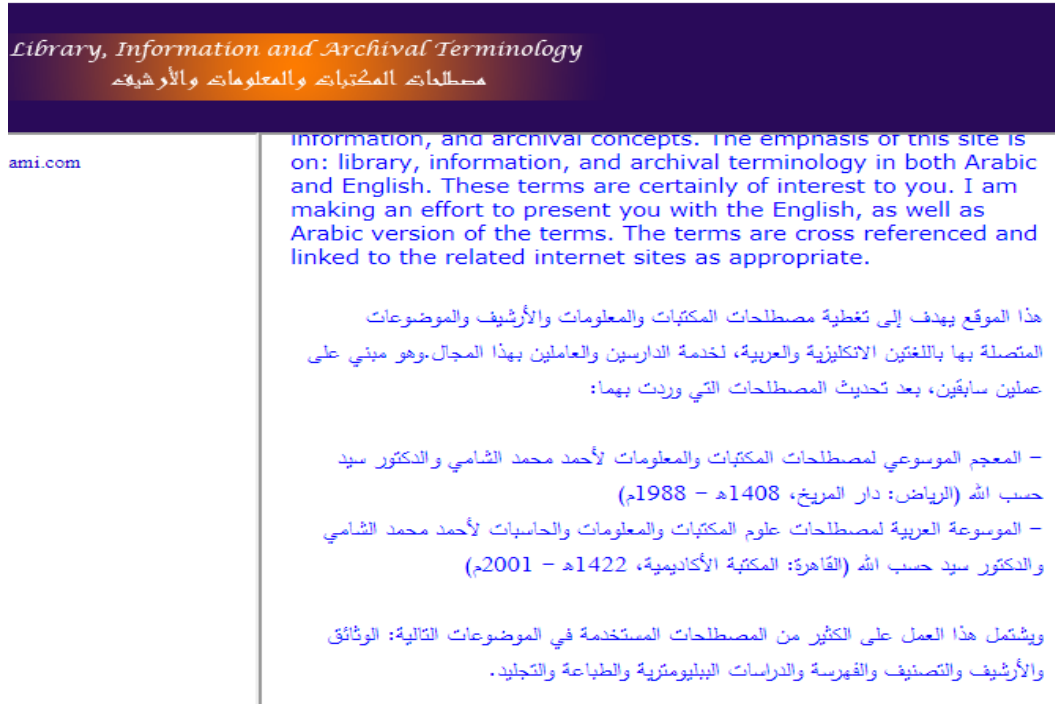 Library, Information and Archival Terminology
مصطلحات المكتبات والمعلومات والأرشيف
ami.com
information, and archival concepts. The emphasis of this site is
on: library, information, and archival terminology in both Arabic
and English. These terms are certainly of interest to you. I am
making an effort to present you with the English, as well as
Arabic version of the terms. The terms are cross referenced and
linked to the related internet sites as appropriate.
هذا الموقع يهدف إلى تغطية مصطلحات المكتبات والمعلومات والأرشيف والموضوعات
المتصلة بها باللغتين الانكليزية والعربية، لخدمة الدارسين والعاملين بهذا المجال.وهو مبني على
عملين سابقين، بعد تحديث المصطلحات التي وردت بهما:
– المعجم الموسوعي لمصطلحات المكتبات والمعلومات لأحمد محمد الشامي والدكتور سيد
حسب الله (الرياض: دار المريخ، 1408ه – 1988م)
– الموسوعة العربية لمصطلحات علوم المكتبات والمعلومات والحاسبات لأحمد محمد الشامي
والدكتور سيد حسب الله (القاهرة: المكتبة الأكاديمية، 1422ه – 2001م)
ويشتمل هذا العمل على الكثير من المصطلحات المستخدمة في الموضوعات التالية: الوثائق
والأرشيف والتصنيف والفهرسة والدراسات الببليومترية والطباعة والتجليد.